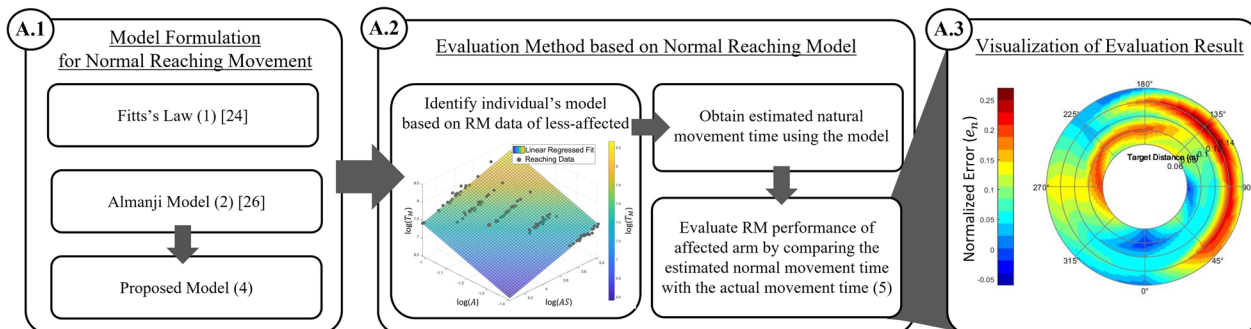 A.1
Model Formulation
for Normal Reaching Movement
Fitts's Law (1) [24]
Almanji Model (2) [26]
Proposed Model (4)
A.2
Evaluation Method based on Normal Reaching Model
Identify individual's model
based on RM data of less-affected
Linear Regressed Fit
Reaching Data
log(T_M)
log(A)
log(AS)
log(T_M)
Obtain estimated natural
movement time using the model
Evaluate RM performance of
affected arm by comparing the
estimated normal movement time
with the actual movement time (5)
A.3
Visualization of Evaluation Result
Normalized Error (e_n)
0.25
0.2
0.15
0.1
0.05
0
-0.05
180°
225°
135°
Target Distance (m)
0.06
270°
90
315°
45°
0°